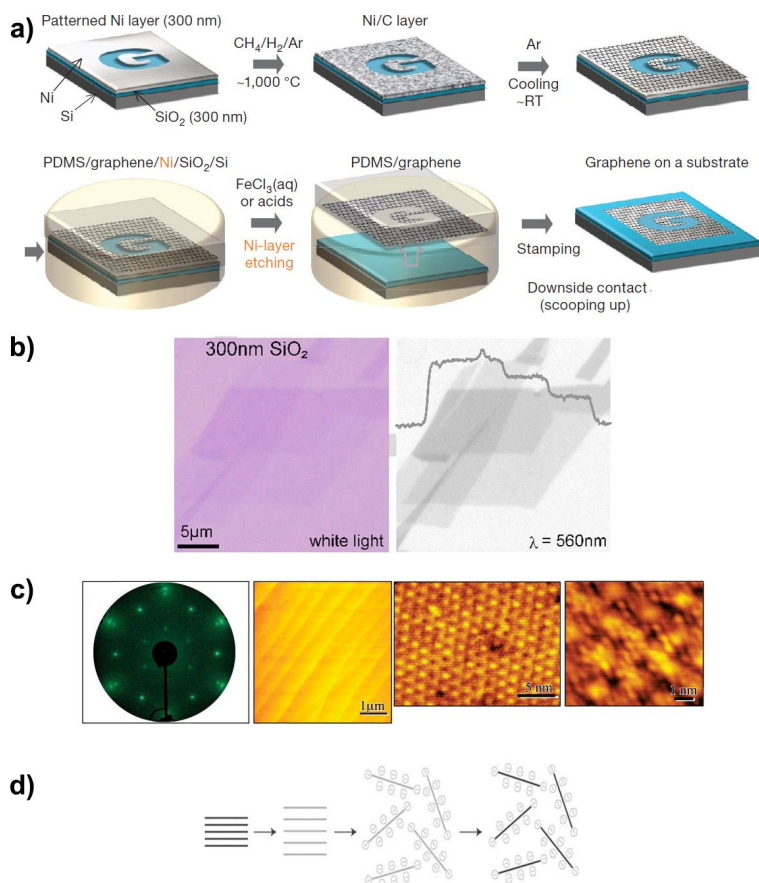 a)
Patterned Ni layer (300 nm)
Ni/C layer
CH₄/H₂/Ar
~1,000 °C
Ar
Cooling
~RT
G
Ni
Si
SiO₂ (300 nm)
PDMS/graphene/Ni/SiO₂/Si
PDMS/graphene
Graphene on a substrate
FeCl₃(aq)
or acids
Ni-layer
etching
Stamping
Downside contact
(scooping up)
b)
300nm SiO₂
5μm
white light
λ = 560nm
c)
1μm
5 nm
1 nm
d)